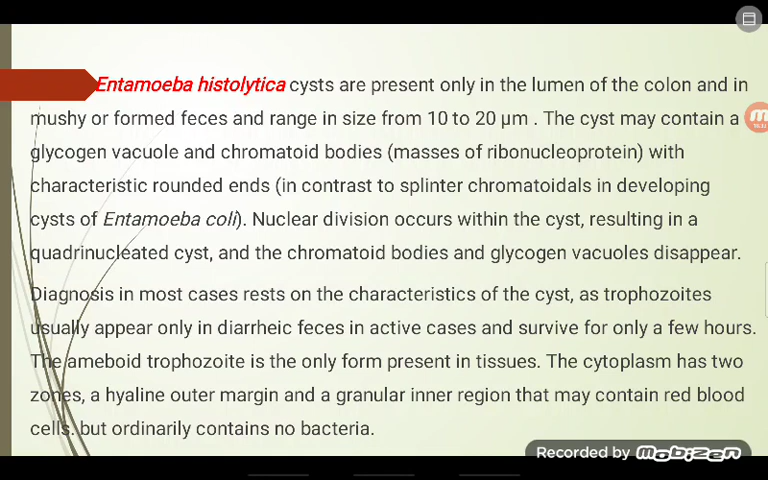 Entamoeba histolytica cysts are present only in the lumen of the colon and in
mushy or formed feces and range in size from 10 to 20 µm . The cyst may contain a
glycogen vacuole and chromatoid bodies (masses of ribonucleoprotein) with
characteristic rounded ends (in contrast to splinter chromatoidals in developing
cysts of Entamoeba coli). Nuclear division occurs within the cyst, resulting in a
quadrinucleated cyst, and the chromatoid bodies and glycogen vacuoles disappear.
Diagnosis in most cases rests on the characteristics of the cyst, as trophozoites
usually appear only in diarrheic feces in active cases and survive for only a few hours.
The ameboid trophozoite is the only form present in tissues. The cytoplasm has two
zones, a hyaline outer margin and a granular inner region that may contain red blood
cells. but ordinarily contains no bacteria.
Recorded by mobizen